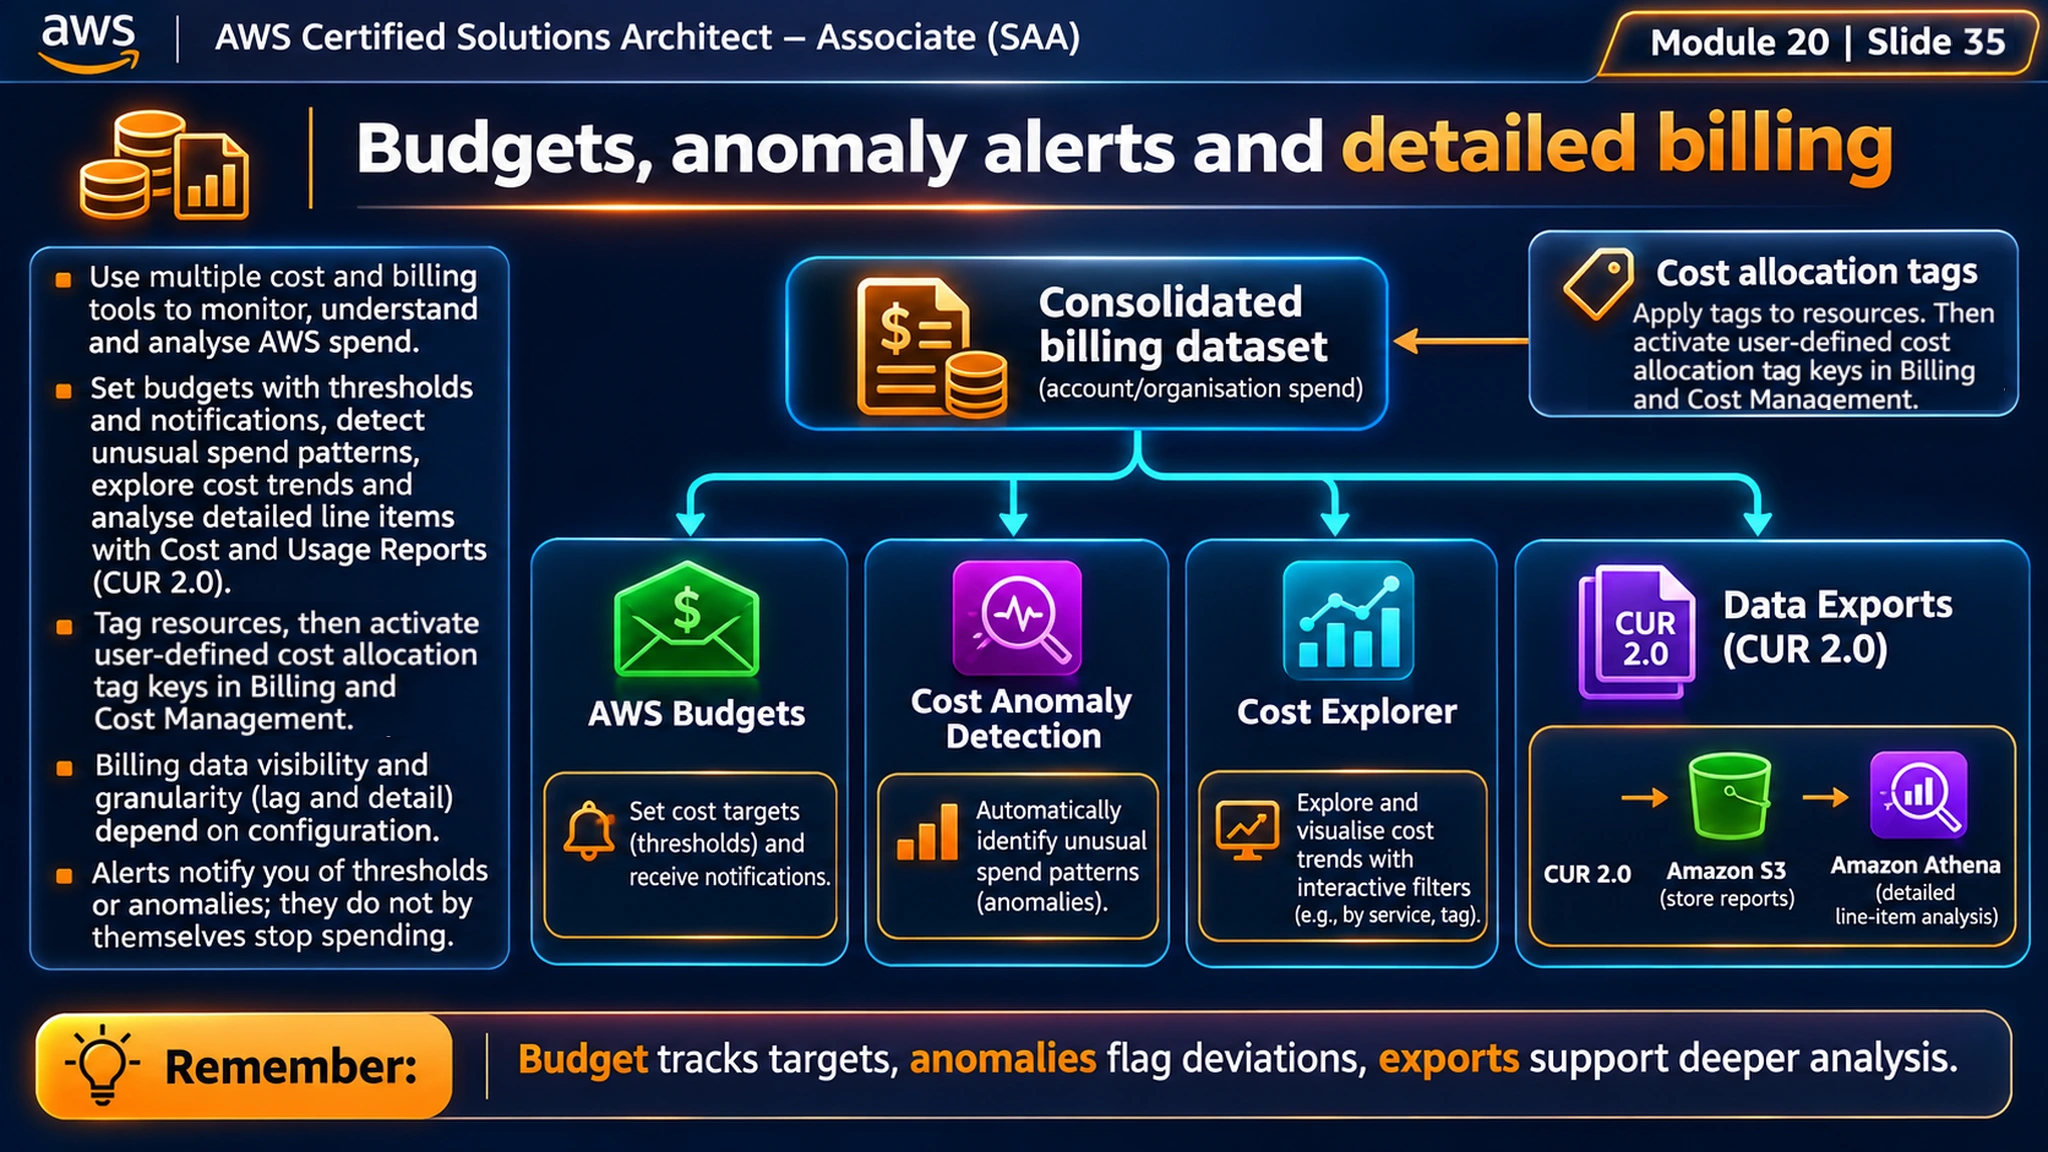 aws
AWS Certified Solutions Architect – Associate (SAA)
Module 20 | Slide 35
Budgets, anomaly alerts and detailed billing
Use multiple cost and billing
tools to monitor, understand
and analyse AWS spend.
Set budgets with thresholds
and notifications, detect
unusual spend patterns,
explore cost trends and
analyse detailed line items
with Cost and Usage Reports
(CUR 2.0).
Tag resources, then activate
user-defined cost allocation
tag keys in Billing and
Cost Management.
Billing data visibility and
granularity (lag and detail)
depend on configuration.
Alerts notify you of thresholds
or anomalies; they do not by
themselves stop spending.
$
Consolidated
billing dataset
(account/organisation spend)
Cost allocation tags
Apply tags to resources. Then
activate user-defined cost
allocation tag keys in Billing
and Cost Management.
$
AWS Budgets
Set cost targets
(thresholds) and
receive notifications.
Cost Anomaly
Detection
Automatically
identify unusual
spend patterns
(anomalies).
Cost Explorer
Explore and
visualise cost
trends with
interactive filters
(e.g., by service, tag).
CUR
2.0
Data Exports
(CUR 2.0)
CUR 2.0
Amazon S3
(store reports)
Amazon Athena
(detailed
line-item analysis)
Remember:
Budget tracks targets, anomalies flag deviations, exports support deeper analysis.